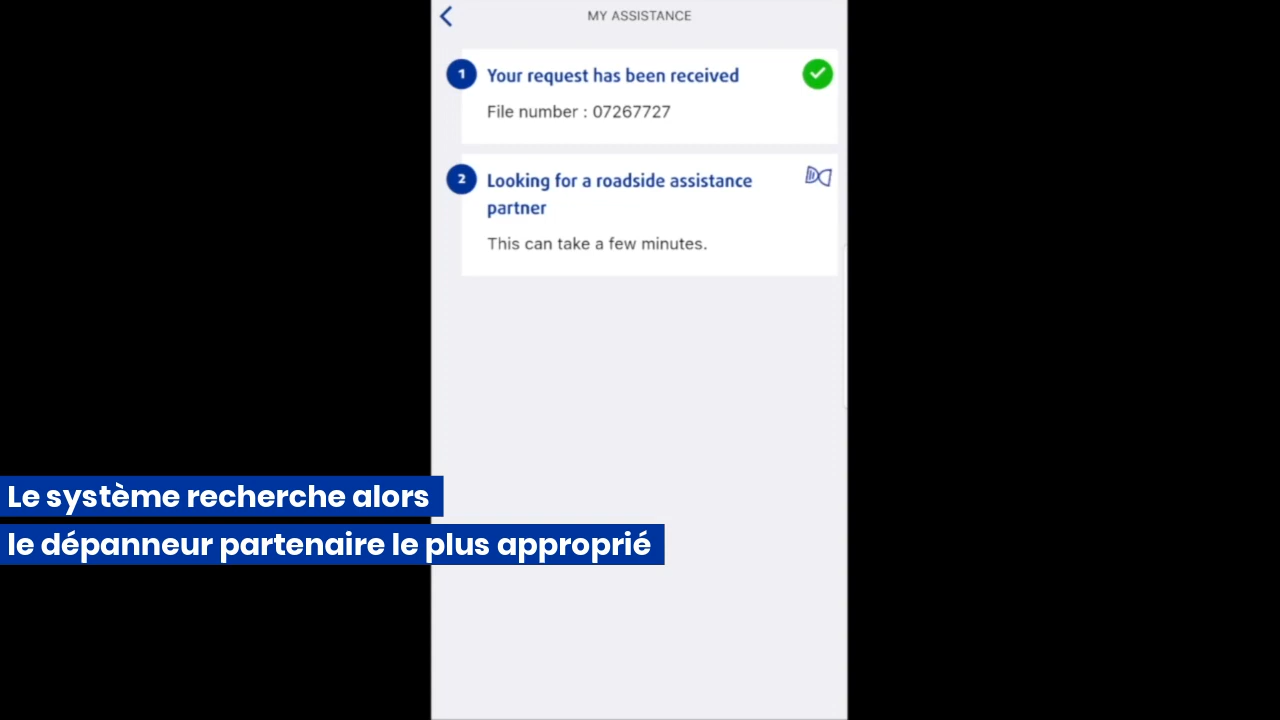 MY ASSISTANCE
1
Your request has been received
File number : 07267727
2
Looking for a roadside assistance
partner
This can take a few minutes.
Le système recherche alors
le dépanneur partenaire le plus approprié